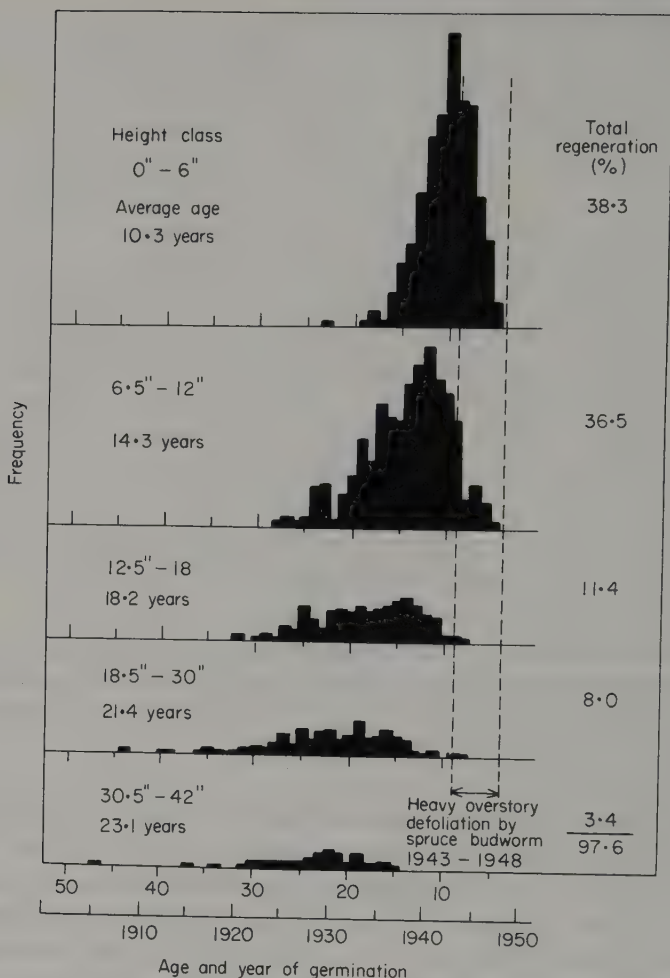 Height class
0" – 6"
Average age
10·3 years
Total
regeneration
(%)
38·3
6·5" – 12"
14·3 years
36·5
12·5" – 18
18·2 years
11·4
18·5" – 30"
21·4 years
8·0
30·5" – 42"
23·1 years
Heavy overstory
defoliation by
spruce budworm
1943 – 1948
3·4
97·6
Frequency
50 40 30 20 10
1910 1920 1930 1940 1950
Age and year of germination